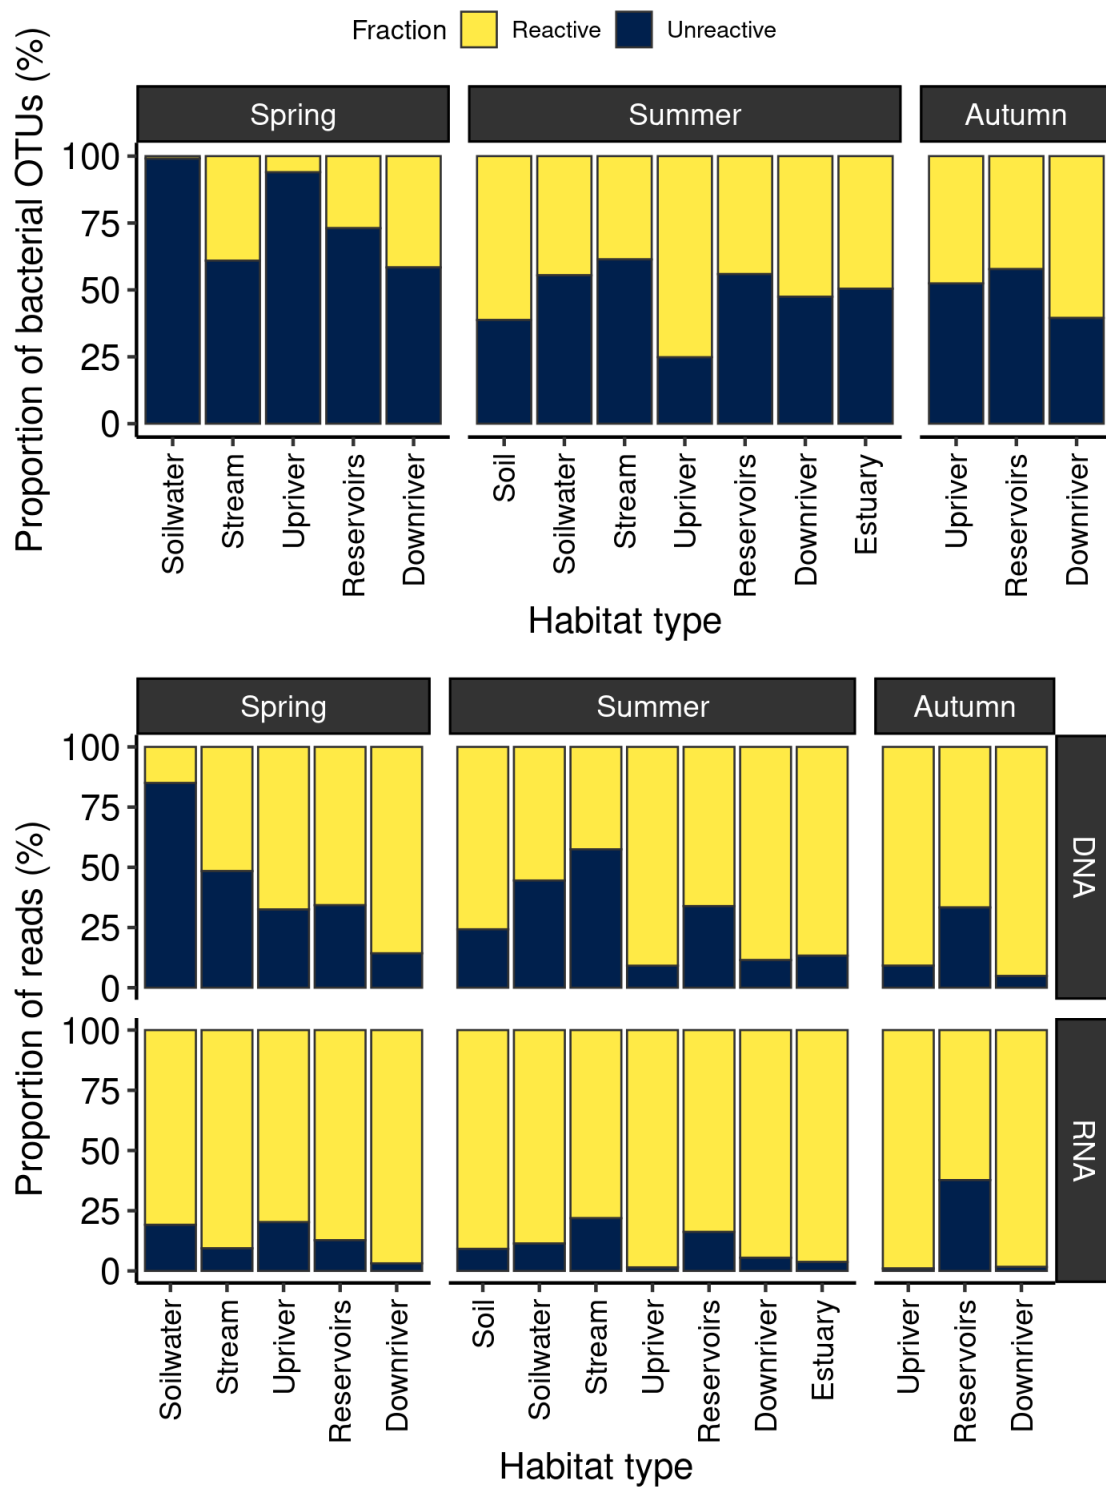 Fraction Reactive Unreactive
Proportion of bacterial OTUs (%)
Spring Summer Autumn
100
75
50
25
0
Soilwater Stream Upriver Reservoirs Downriver Soil Soilwater Stream Upriver Reservoirs Downriver Estuary Upriver Reservoirs Downriver
Habitat type
Proportion of reads (%)
Spring Summer Autumn
100
75
50
25
0
DNA
100
75
50
25
0
RNA
Soilwater Stream Upriver Reservoirs Downriver Soil Soilwater Stream Upriver Reservoirs Downriver Estuary Upriver Reservoirs Downriver
Habitat type